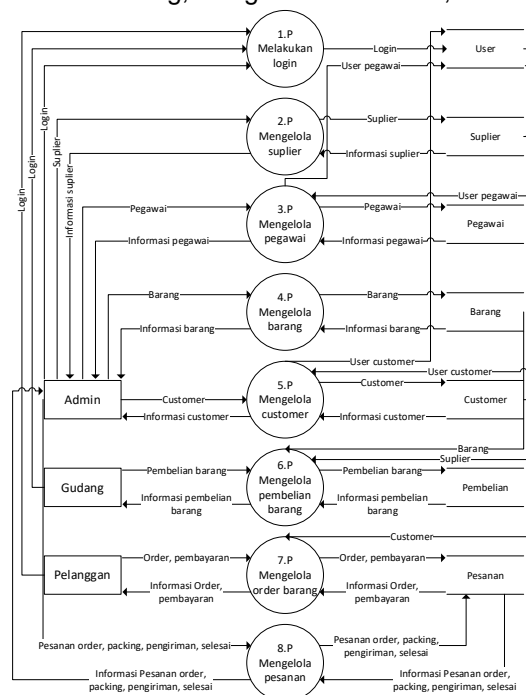 1.P
Melakukan
login
Login
User
User pegawai
2.P
Mengelola
suplier
Suplier
Informasi suplier
Suplier
3.P
Mengelola
pegawai
User pegawai
Pegawai
Informasi pegawai
Pegawai
Pegawai
Informasi pegawai
4.P
Mengelola
barang
Barang
Informasi barang
Barang
Informasi barang
Barang
Login
Login
Login
Suplier
Informasi suplier
Admin
5.P
Mengelola
customer
Customer
Informasi customer
User customer
User customer
Customer
Informasi customer
Customer
Gudang
6.P
Mengelola
pembelian
barang
Pembelian barang
Informasi pembelian
barang
Barang
Suplier
Pembelian barang
Informasi pembelian
barang
Pembelian
Pelanggan
7.P
Mengelola
order barang
Order, pembayaran
Informasi Order,
pembayaran
Customer
Order, pembayaran
Informasi Order,
pembayaran
Pesanan
8.P
Mengelola
pesanan
Pesanan order, packing, pengiriman, selesai
Informasi Pesanan order,
packing, pengiriman, selesai
Pesanan order, packing,
pengiriman, selesai
Informasi Pesanan order,
packing, pengiriman, selesai